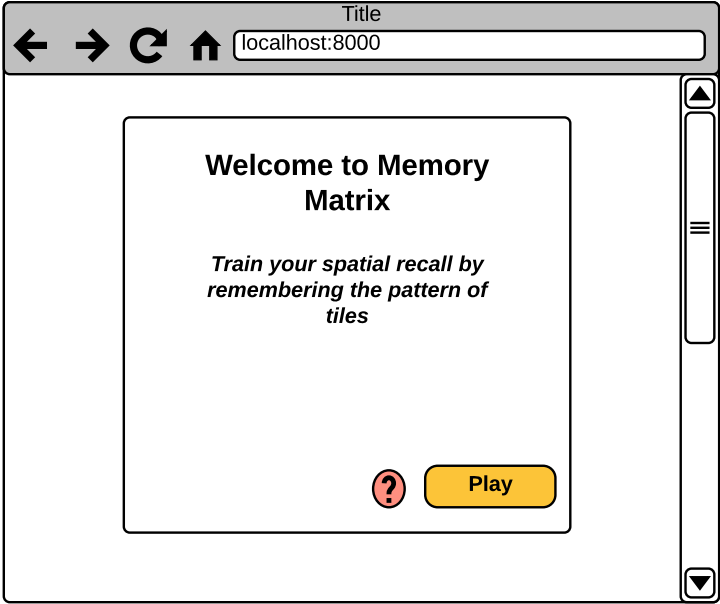 Title
localhost:8000
Welcome to Memory
Matrix
Train your spatial recall by
remembering the pattern of
tiles
?
Play